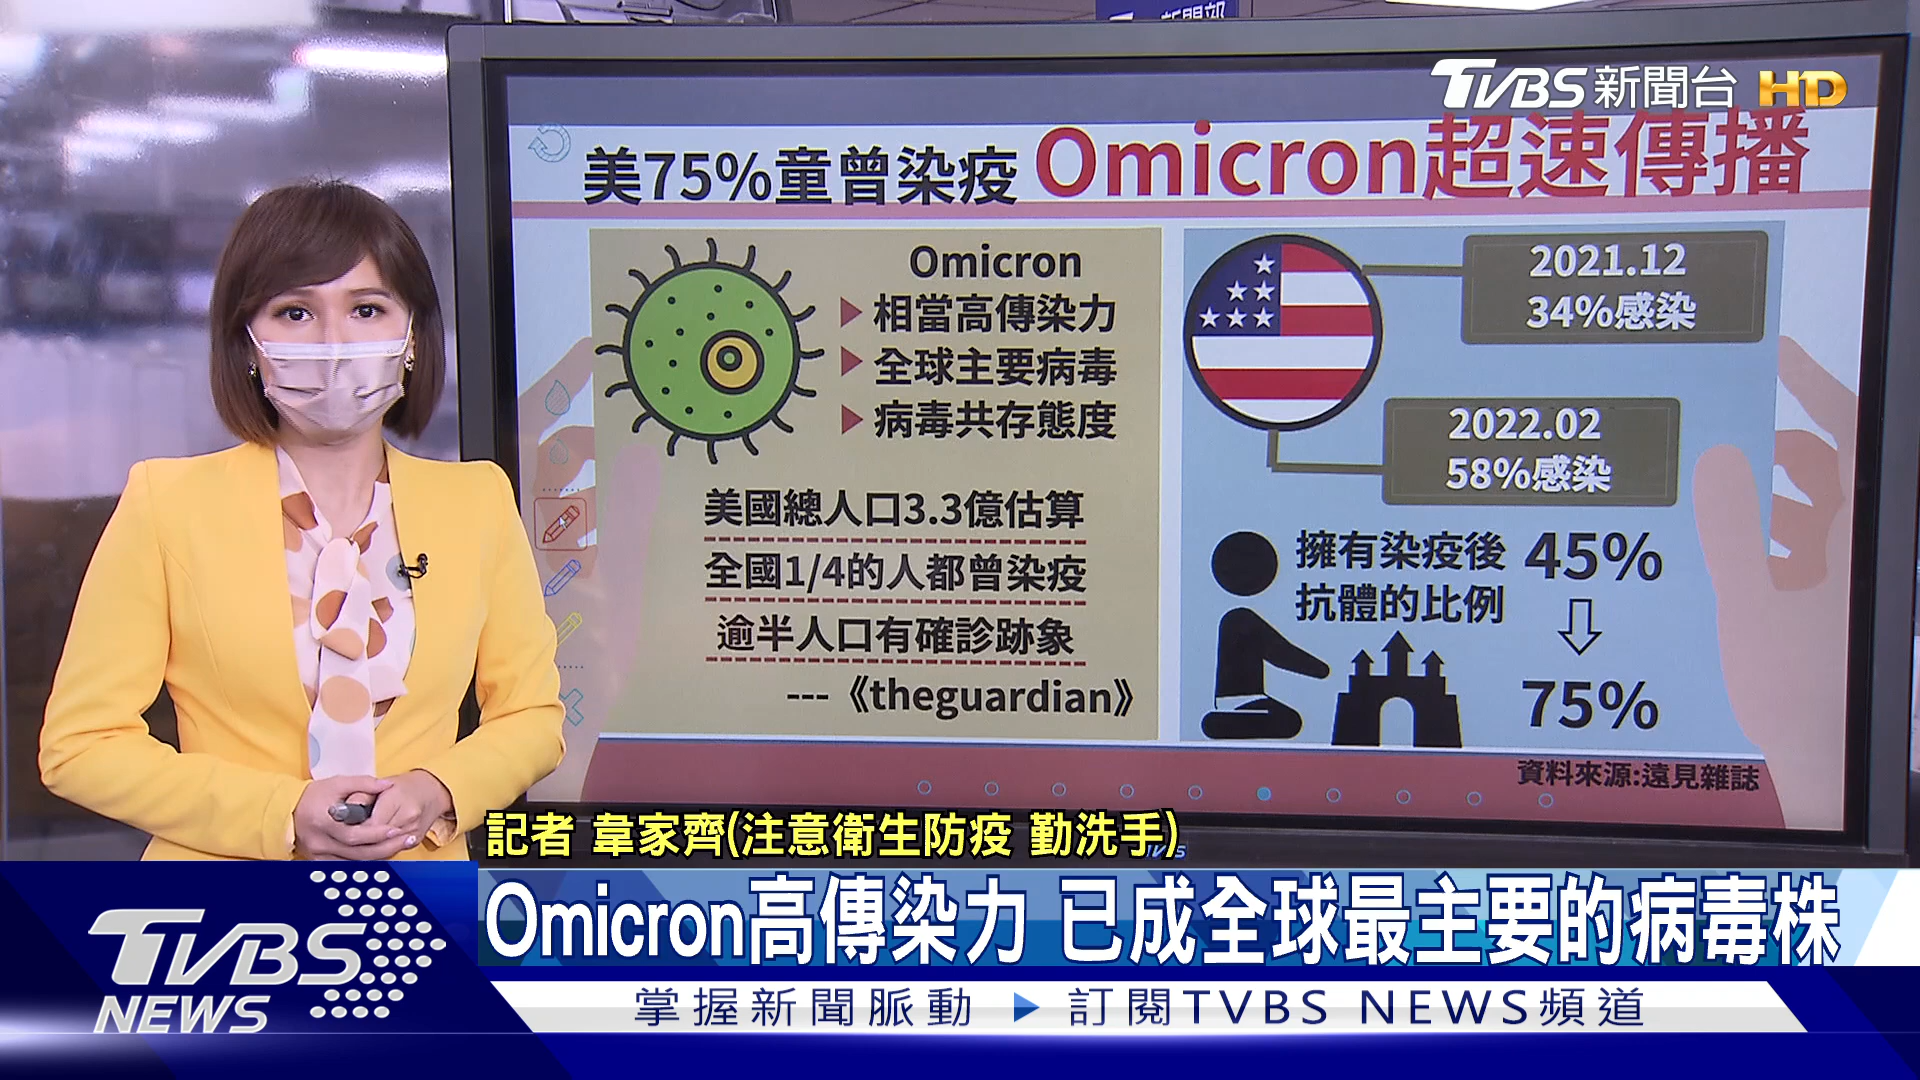 新聞部
TVBS新聞台 HD
美75%童曾染疫 Omicron超速傳播
Omicron
相當高傳染力
全球主要病毒
病毒共存態度
美國總人口3.3億估算
全國1/4的人都曾染疫
逾半人口有確診跡象
---《theguardian》
2021.12
34%感染
2022.02
58%感染
擁有染疫後
抗體的比例
45%
75%
資料來源:遠見雜誌
TVBS
記者 韋家齊(注意衛生防疫 勤洗手)
Omicron高傳染力 已成全球最主要的病毒株
TVBS
NEWS
掌握新聞脈動 ▶ 訂閱TVBS NEWS頻道